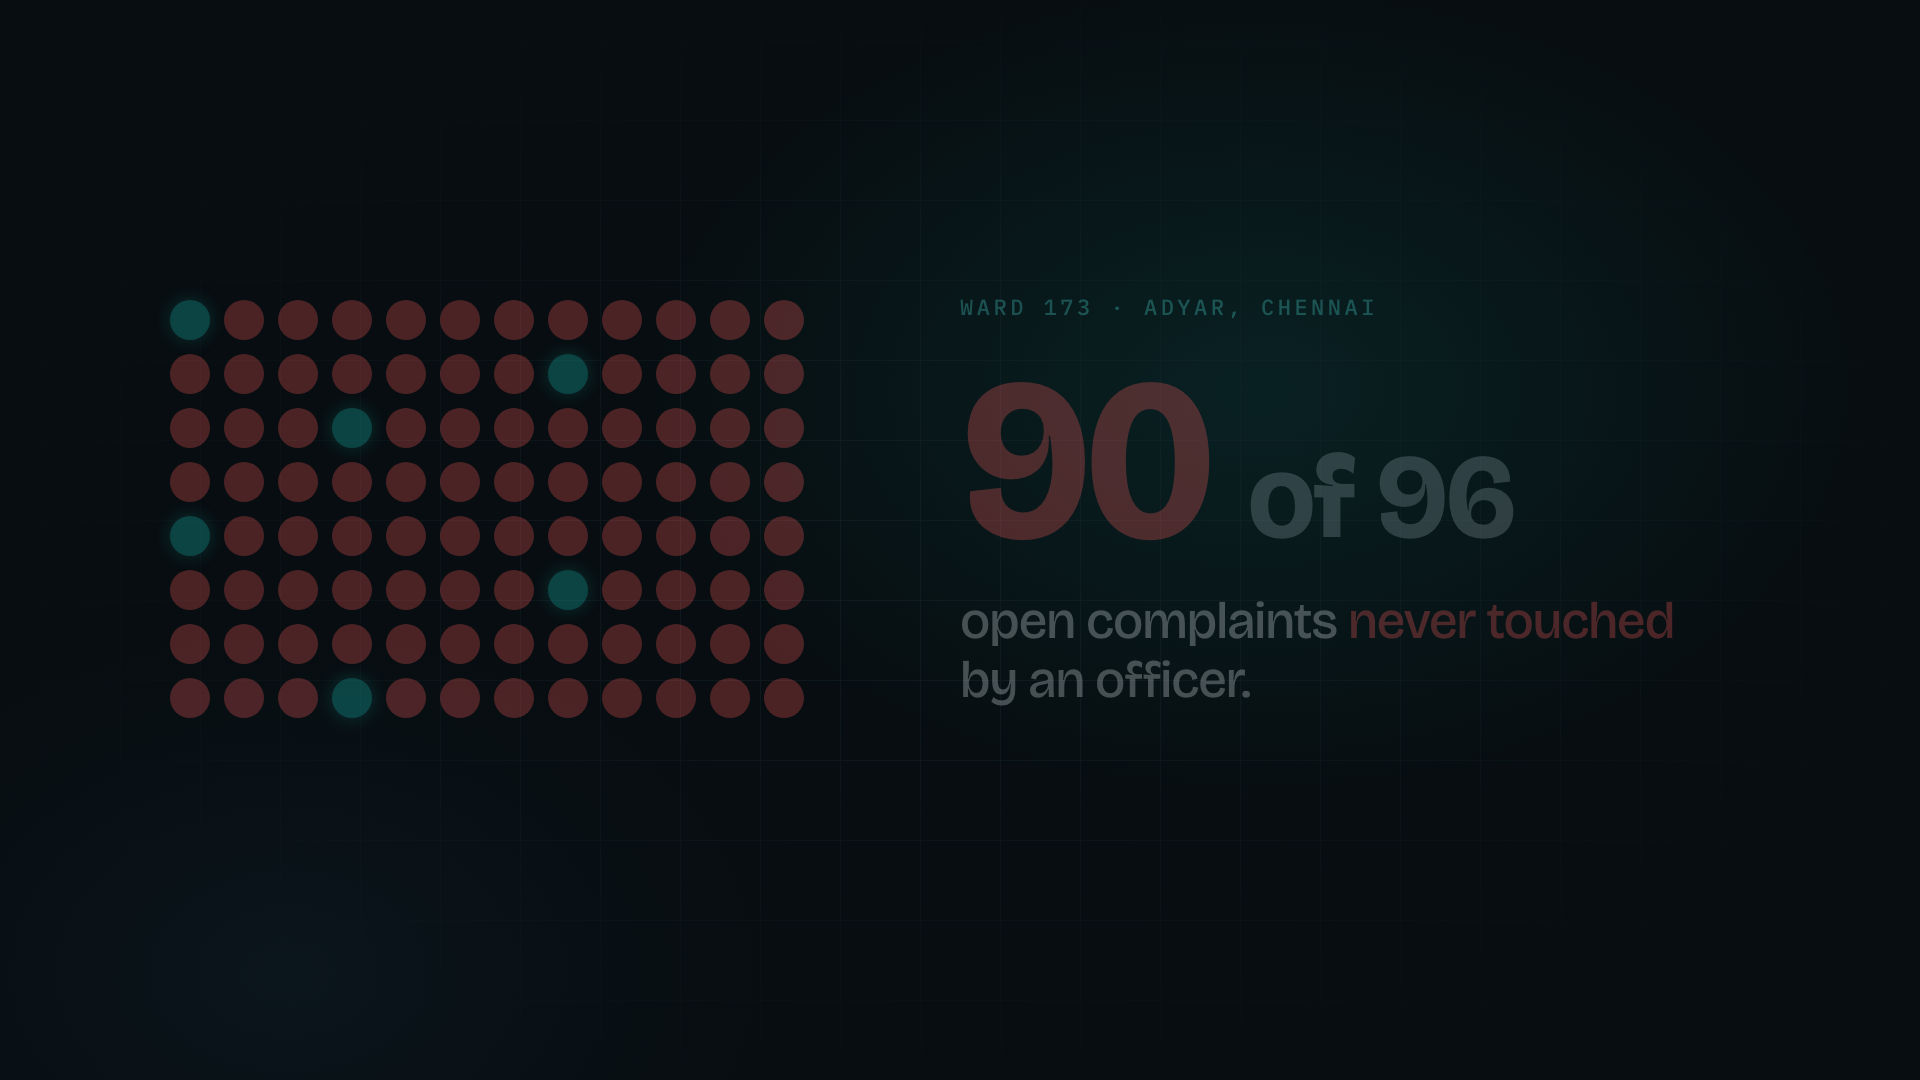 WARD 173 · ADYAR, CHENNAI
90 of 96
open complaints never touched
by an officer.